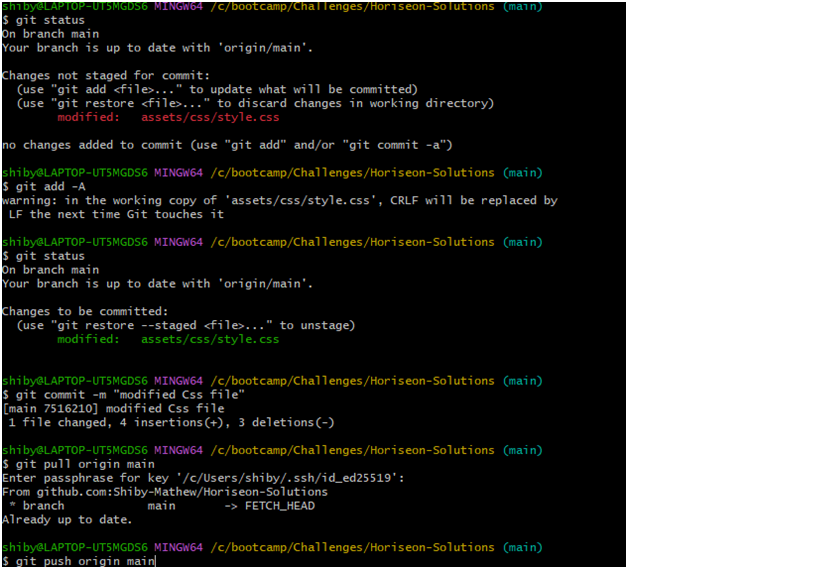 shiby@LAPTOP-UT5MGDS6 MINGW64 /c/bootcamp/Challenges/Horiseon-Solutions (main)
$ git status
On branch main
Your branch is up to date with 'origin/main'.
Changes not staged for commit:
(use "git add <file>..." to update what will be committed)
(use "git restore <file>..." to discard changes in working directory)
modified: assets/css/style.css
no changes added to commit (use "git add" and/or "git commit -a")
shiby@LAPTOP-UT5MGDS6 MINGW64 /c/bootcamp/Challenges/Horiseon-Solutions (main)
$ git add -A
warning: in the working copy of 'assets/css/style.css', CRLF will be replaced by
LF the next time Git touches it
shiby@LAPTOP-UT5MGDS6 MINGW64 /c/bootcamp/Challenges/Horiseon-Solutions (main)
$ git status
On branch main
Your branch is up to date with 'origin/main'.
Changes to be committed:
(use "git restore --staged <file>..." to unstage)
modified: assets/css/style.css
shiby@LAPTOP-UT5MGDS6 MINGW64 /c/bootcamp/Challenges/Horiseon-Solutions (main)
$ git commit -m "modified Css file"
[main 7516210] modified Css file
1 file changed, 4 insertions(+), 3 deletions(-)
shiby@LAPTOP-UT5MGDS6 MINGW64 /c/bootcamp/Challenges/Horiseon-Solutions (main)
$ git pull origin main
Enter passphrase for key '/c/Users/shiby/.ssh/id_ed25519':
From github.com:Shiby-Mathew/Horiseon-Solutions
* branch main -> FETCH_HEAD
Already up to date.
shiby@LAPTOP-UT5MGDS6 MINGW64 /c/bootcamp/Challenges/Horiseon-Solutions (main)
$ git push origin main